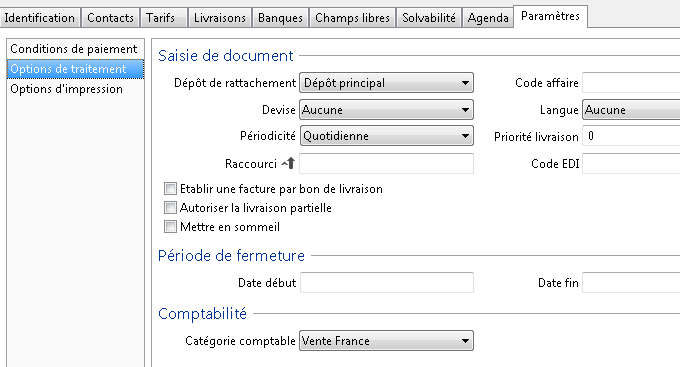 Identification Contacts Tarifs Livraisons Banques Champs libres Solvabilité Agenda Paramètres
Conditions de paiement
Options de traitement
Options d'impression
Saisie de document
Dépôt de rattachement Dépôt principal Code affaire
Devise Aucune Langue Aucune
Périodicité Quotidienne Priorité livraison 0
Raccourci Code EDI
Etablir une facture par bon de livraison
Autoriser la livraison partielle
Mettre en sommeil
Période de fermeture
Date début Date fin
Comptabilité
Catégorie comptable Vente France